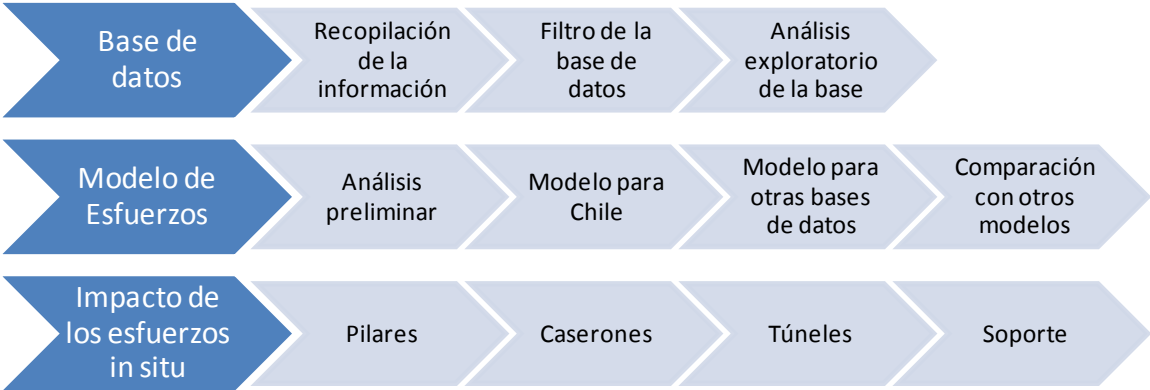 Base de
datos
Recopilación
de la
información
Filtro de la
base de
datos
Análisis
exploratorio
de la base
Modelo de
Esfuerzos
Análisis
preliminar
Modelo para
Chile
Modelo para
otras bases
de datos
Comparación
con otros
modelos
Impacto de
los esfuerzos
in situ
Pilares
Caserones
Túneles
Soporte